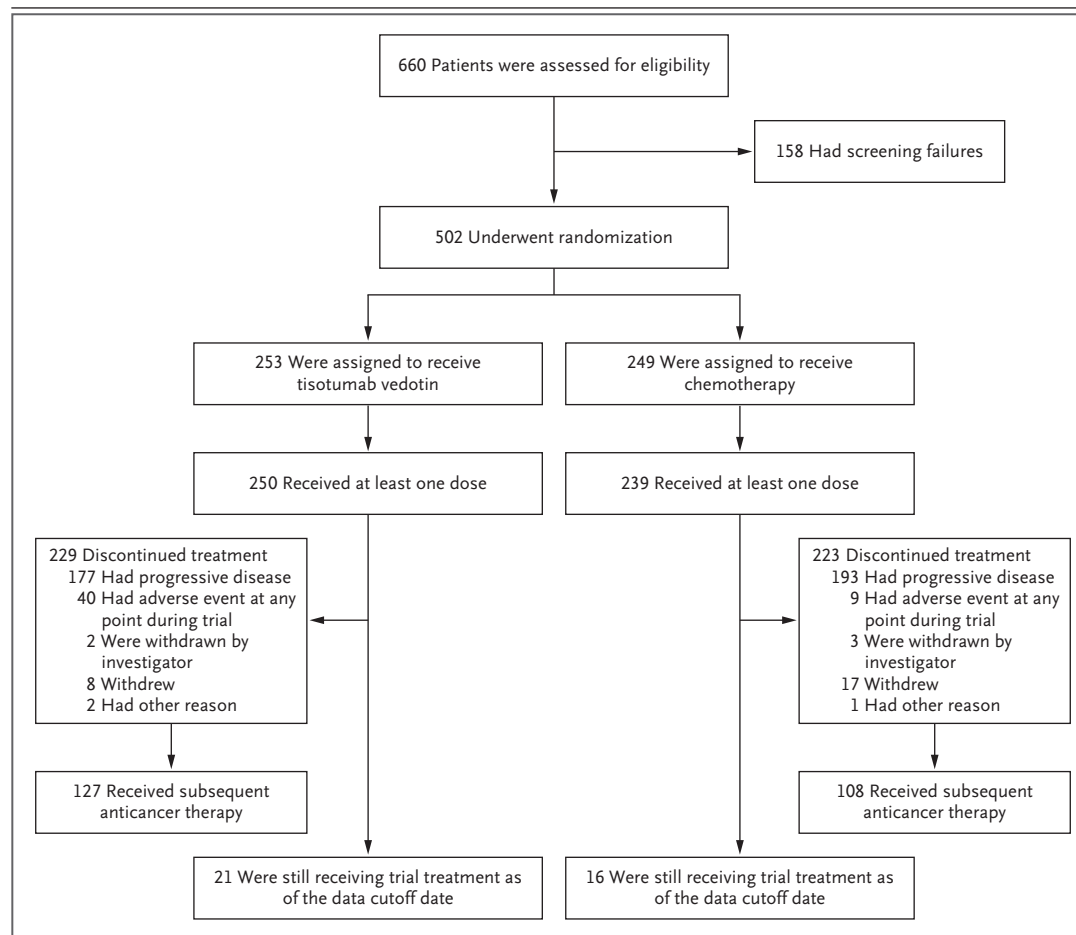 660 Patients were assessed for eligibility
158 Had screening failures
502 Underwent randomization
253 Were assigned to receive
tisotumab vedotin
249 Were assigned to receive
chemotherapy
250 Received at least one dose
239 Received at least one dose
229 Discontinued treatment
177 Had progressive disease
40 Had adverse event at any
point during trial
2 Were withdrawn by
investigator
8 Withdrew
2 Had other reason
223 Discontinued treatment
193 Had progressive disease
9 Had adverse event at any
point during trial
3 Were withdrawn by
investigator
17 Withdrew
1 Had other reason
127 Received subsequent
anticancer therapy
108 Received subsequent
anticancer therapy
21 Were still receiving trial treatment as
of the data cutoff date
16 Were still receiving trial treatment as
of the data cutoff date